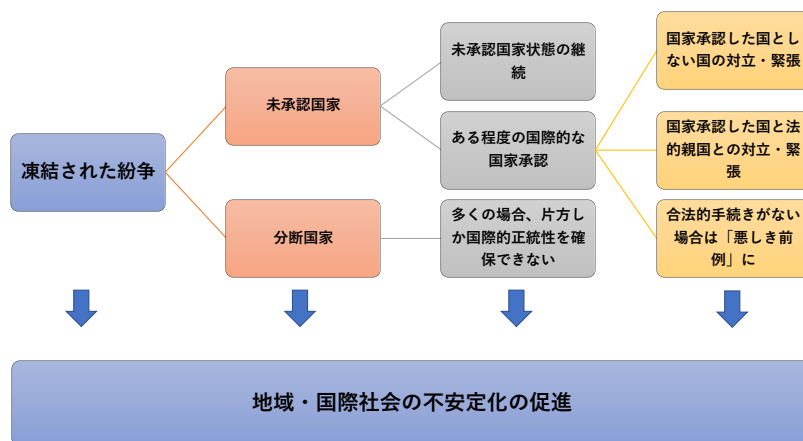 凍結された紛争
未承認国家
分断国家
未承認国家状態の継
続
ある程度の国際的な
国家承認
多くの場合、片方し
か国際的正統性を確
保できない
国家承認した国とし
ない国の対立・緊張
国家承認した国と法
的親国との対立・緊
張
合法的手続きがない
場合は「悪しき前
例」に
地域・国際社会の不安定化の促進